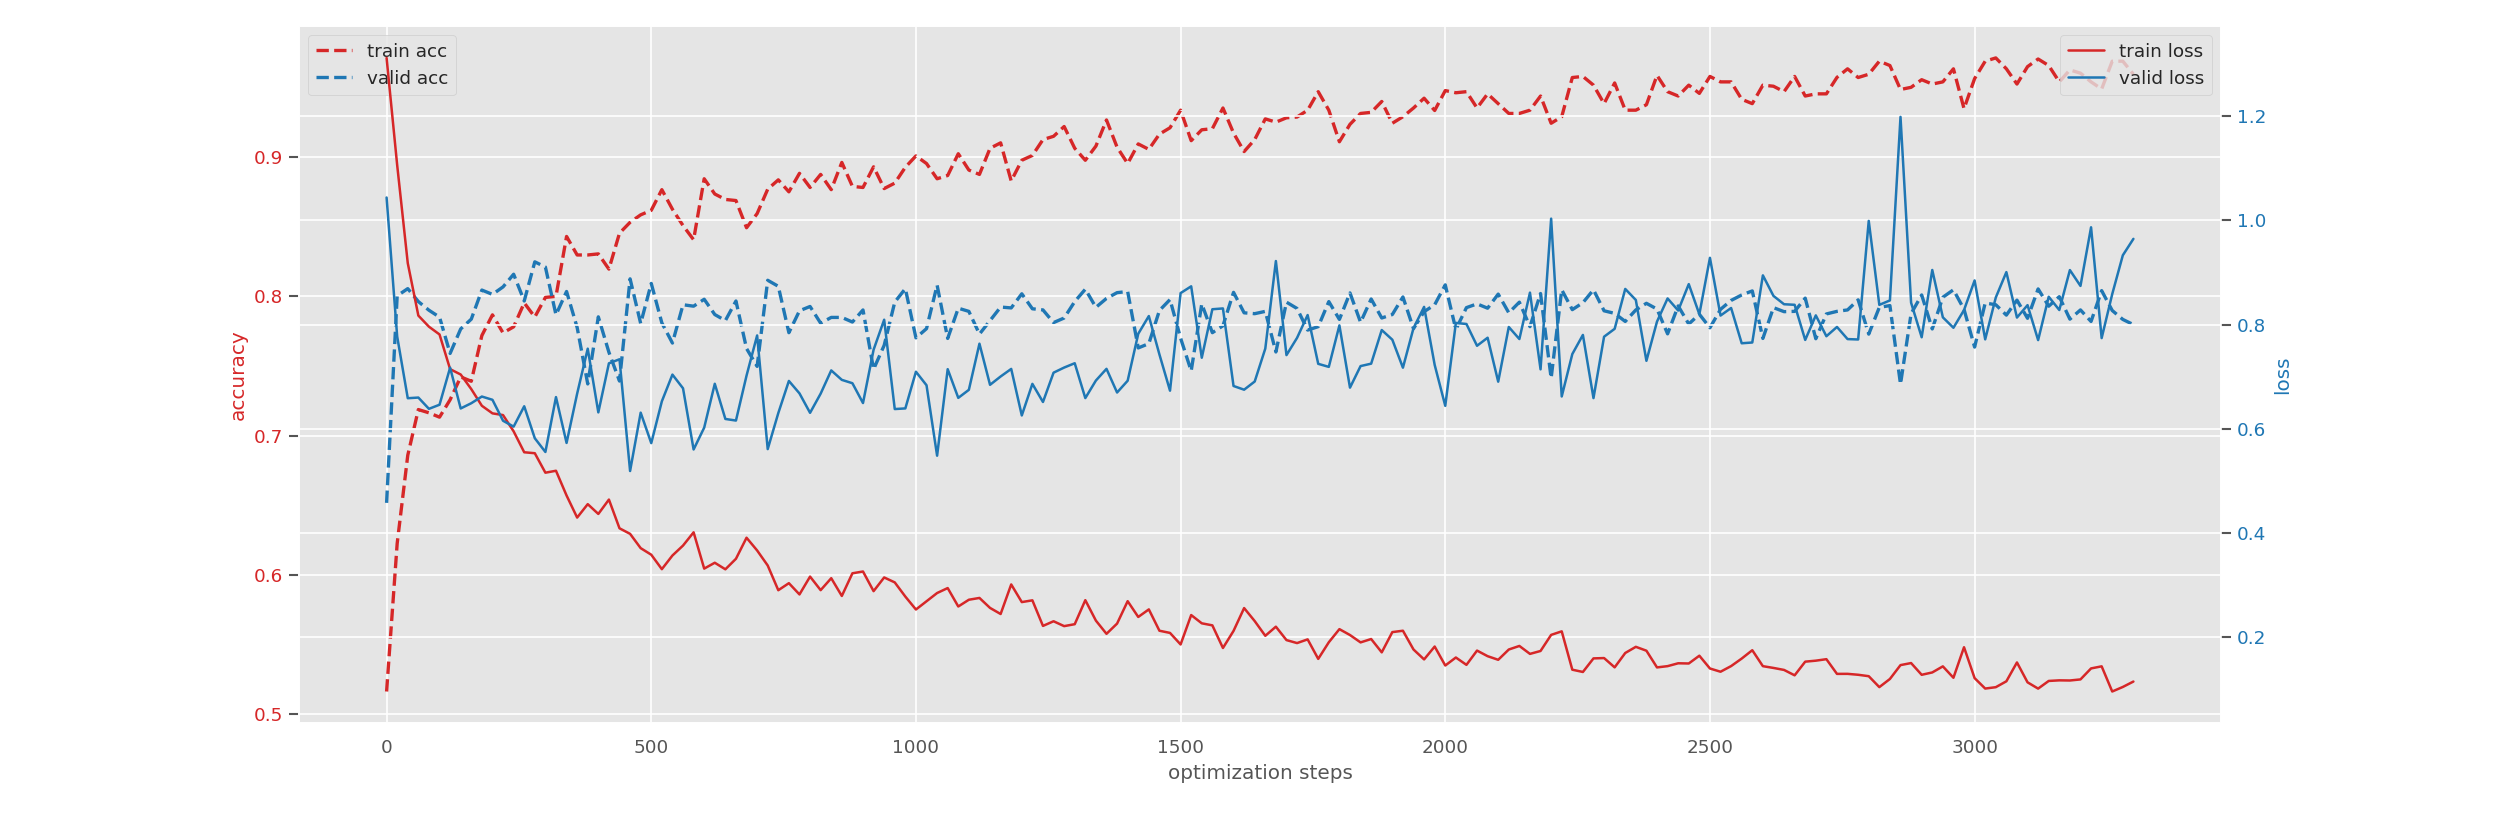 train acc
valid acc
train loss
valid loss
0.9
0.8
0.7
0.6
0.5
accuracy
1.2
1.0
0.8
0.6
0.4
0.2
loss
0 500 1000 1500 2000 2500 3000
optimization steps